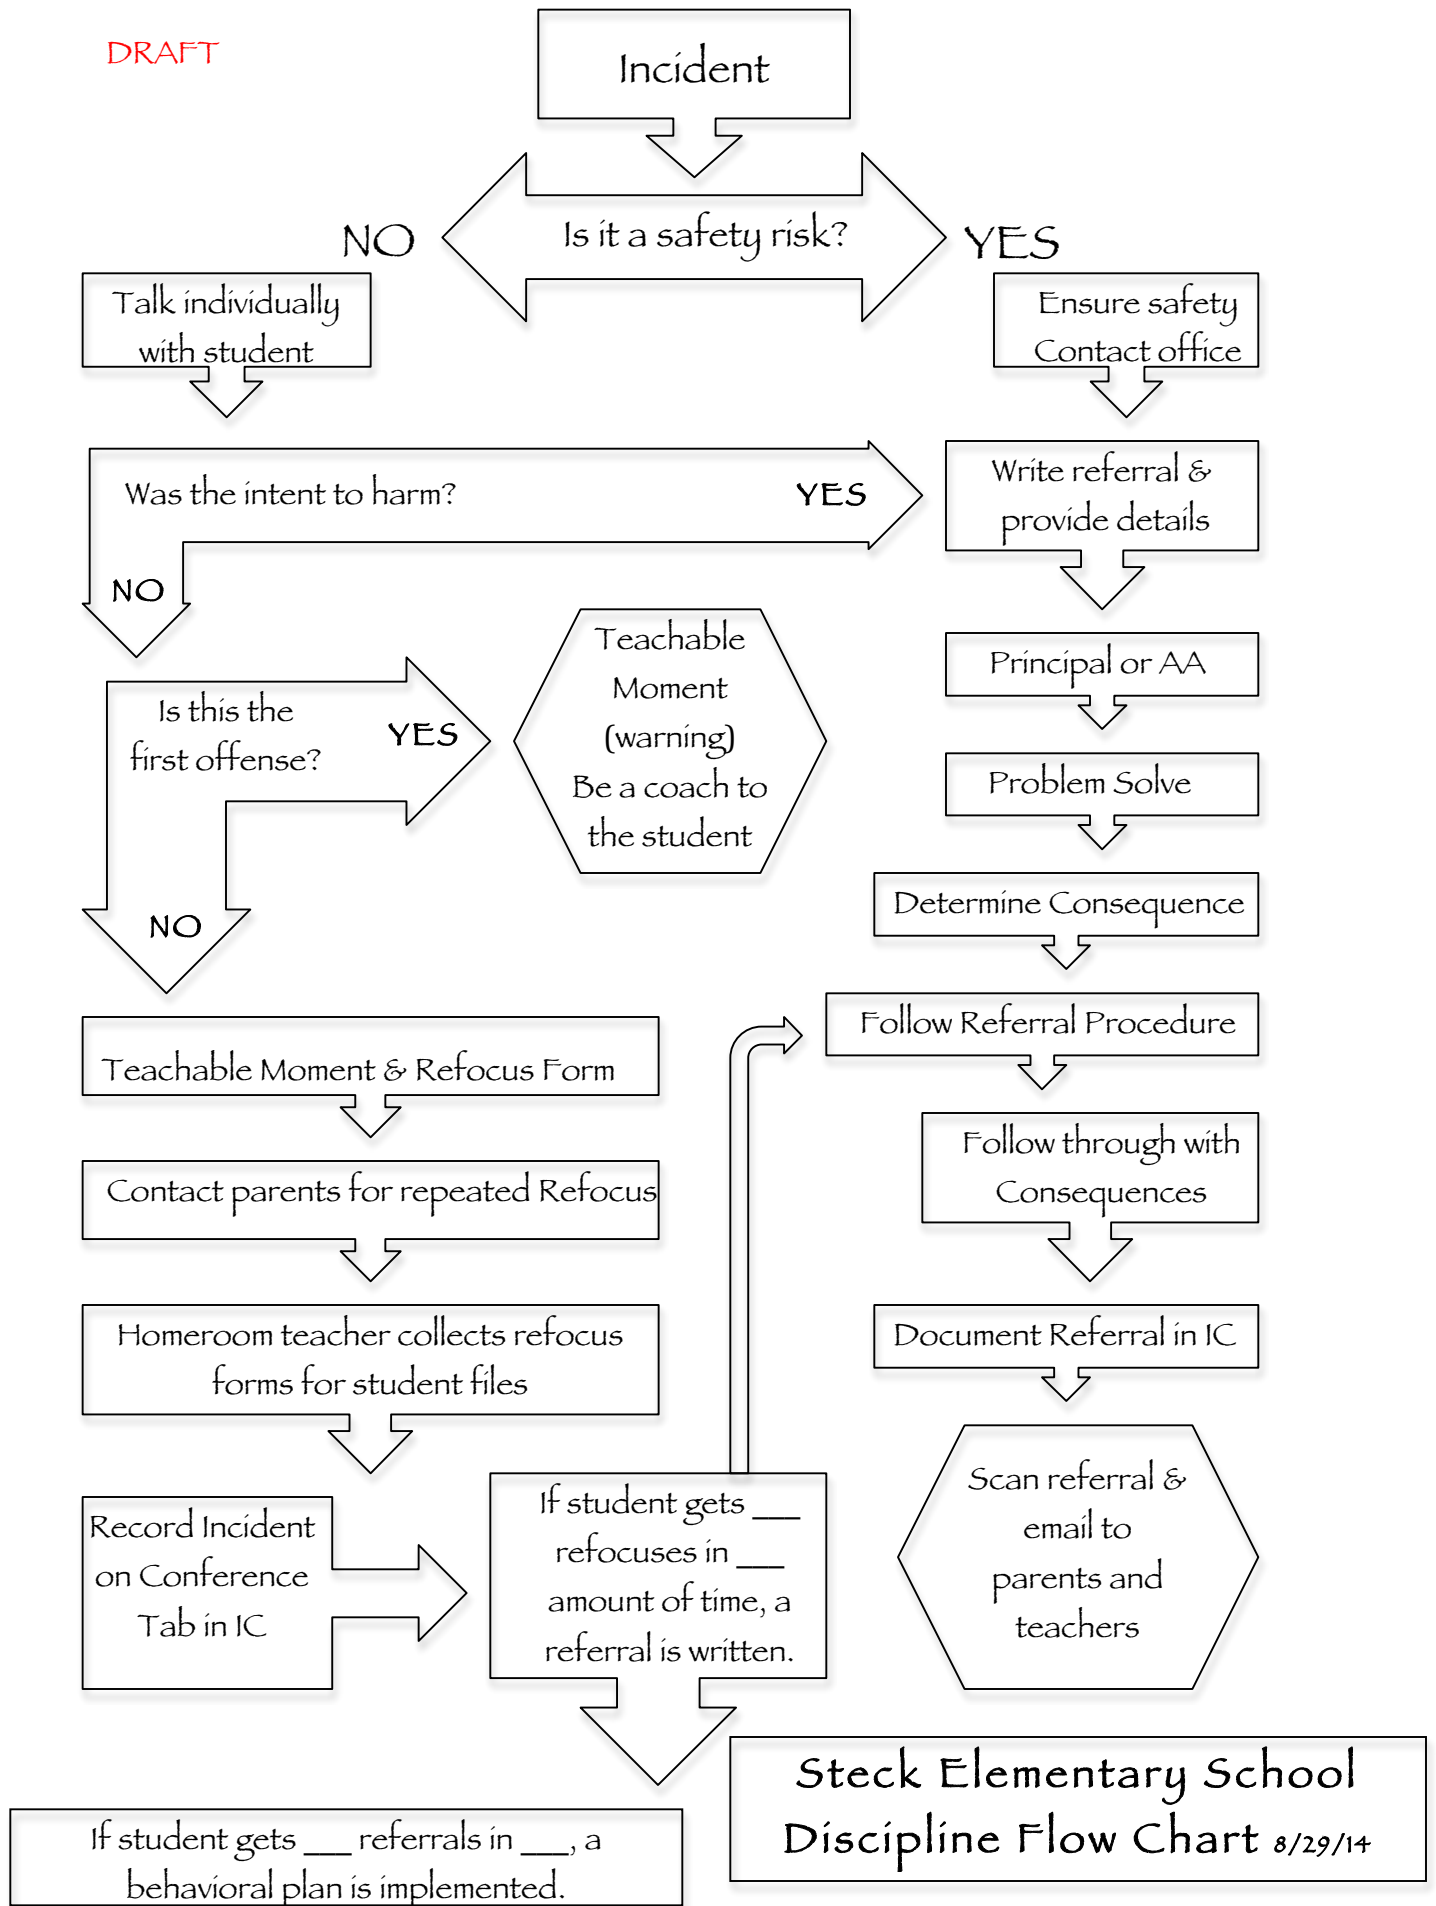 DRAFT
Incident
Is it a safety risk?
NO
YES
Talk individually
with student
Ensure safety
Contact office
Was the intent to harm?
YES
NO
Write referral &
provide details
Is this the
first offense?
YES
NO
Teachable
Moment
(warning)
Be a coach to
the student
Principal or AA
Problem Solve
Determine Consequence
Follow Referral Procedure
Teachable Moment & Refocus Form
Contact parents for repeated Refocus
Follow through with
Consequences
Homeroom teacher collects refocus
forms for student files
Document Referral in IC
Record Incident
on Conference
Tab in IC
If student gets ___
refocuses in ___
amount of time, a
referral is written.
Scan referral &
email to
parents and
teachers
If student gets ___ referrals in ___, a
behavioral plan is implemented.
Steck Elementary School
Discipline Flow Chart 8/29/14